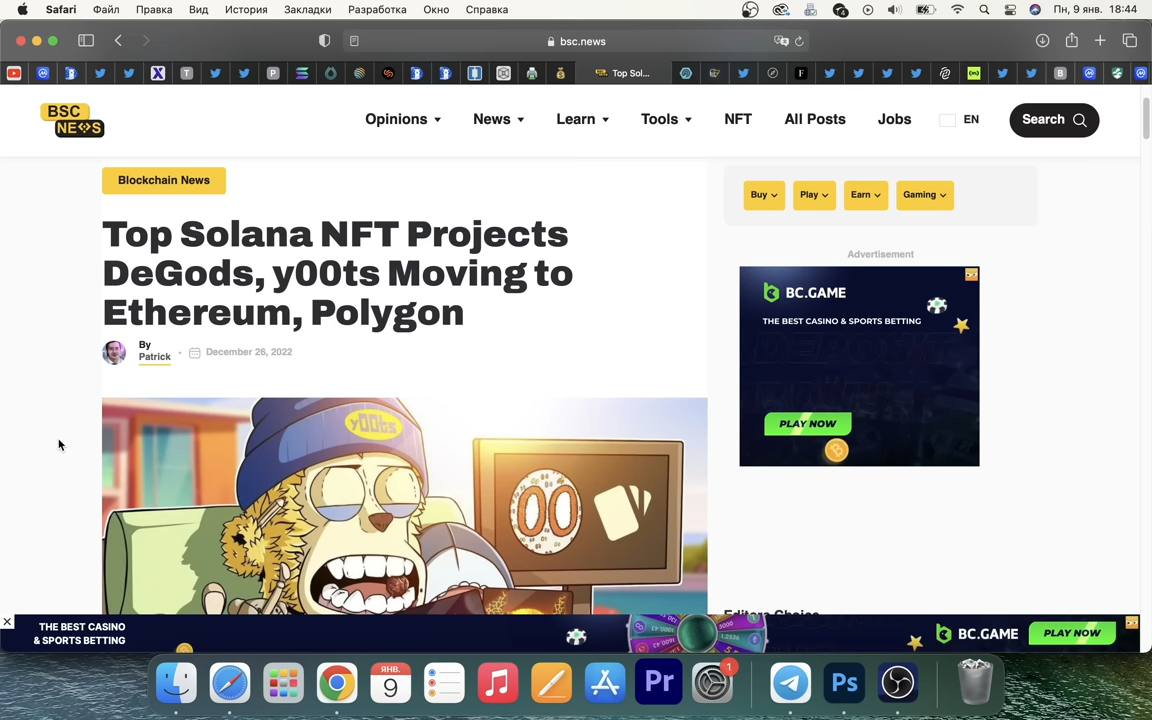 Safari Файл Правка Вид История Закладки Разработка Окно Справка Пн, 9 янв. 18:44
bsc.news
Top Sol...
BSC
NEWS
Opinions News Learn Tools NFT All Posts Jobs EN Search
Blockchain News
Top Solana NFT Projects
DeGods, y00ts Moving to
Ethereum, Polygon
By
Patrick
December 26, 2022
y00ts
00
Buy Play Earn Gaming
Advertisement
BC.GAME
THE BEST CASINO & SPORTS BETTING
PLAY NOW
Editors Choice
THE BEST CASINO
& SPORTS BETTING
BC.GAME
PLAY NOW
ЯНВ.
9
Pr
1
Ps